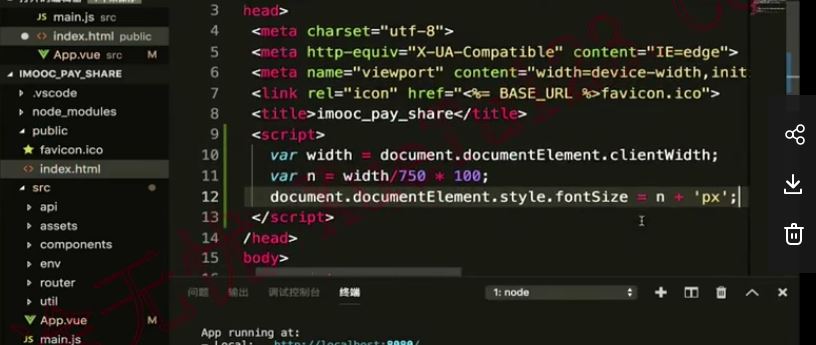 main.js src
index.html public
App.vue src M
IMOOC_PAY_SHARE
.vscode
node_modules
public
favicon.ico
index.html
src
api
assets
components
env
router
util
App.vue M
main.js
3 head>
4 <meta charset="utf-8">
5 <meta http-equiv="X-UA-Compatible" content="IE=edge">
6 <meta name="viewport" content="width=device-width,init
7 <link rel="icon" href="<%= BASE_URL %>favicon.ico">
8 <title>imooc_pay_share</title>
9 <script>
10 var width = document.documentElement.clientWidth;
11 var n = width/750 * 100;
12 document.documentElement.style.fontSize = n + 'px';
13 </script>
14 /head>
15 body>
问题 输出 调试控制台 终端 1: node
App running at:
- Local: http://localhost:8080/